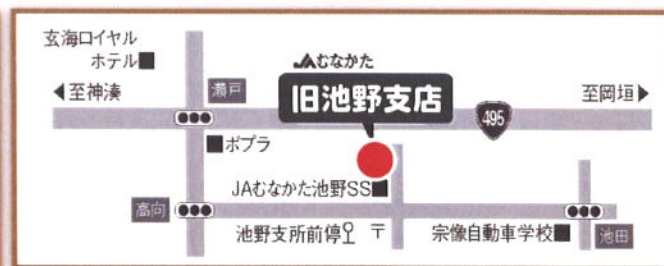 玄海ロイヤル
ホテル■
JAむなかた
◀至神湊
瀬戸
旧池野支店
至岡垣▶
495
■ポプラ
JAむなかた池野SS■
高向
池野支所前停
〒
宗像自動車学校■
池田